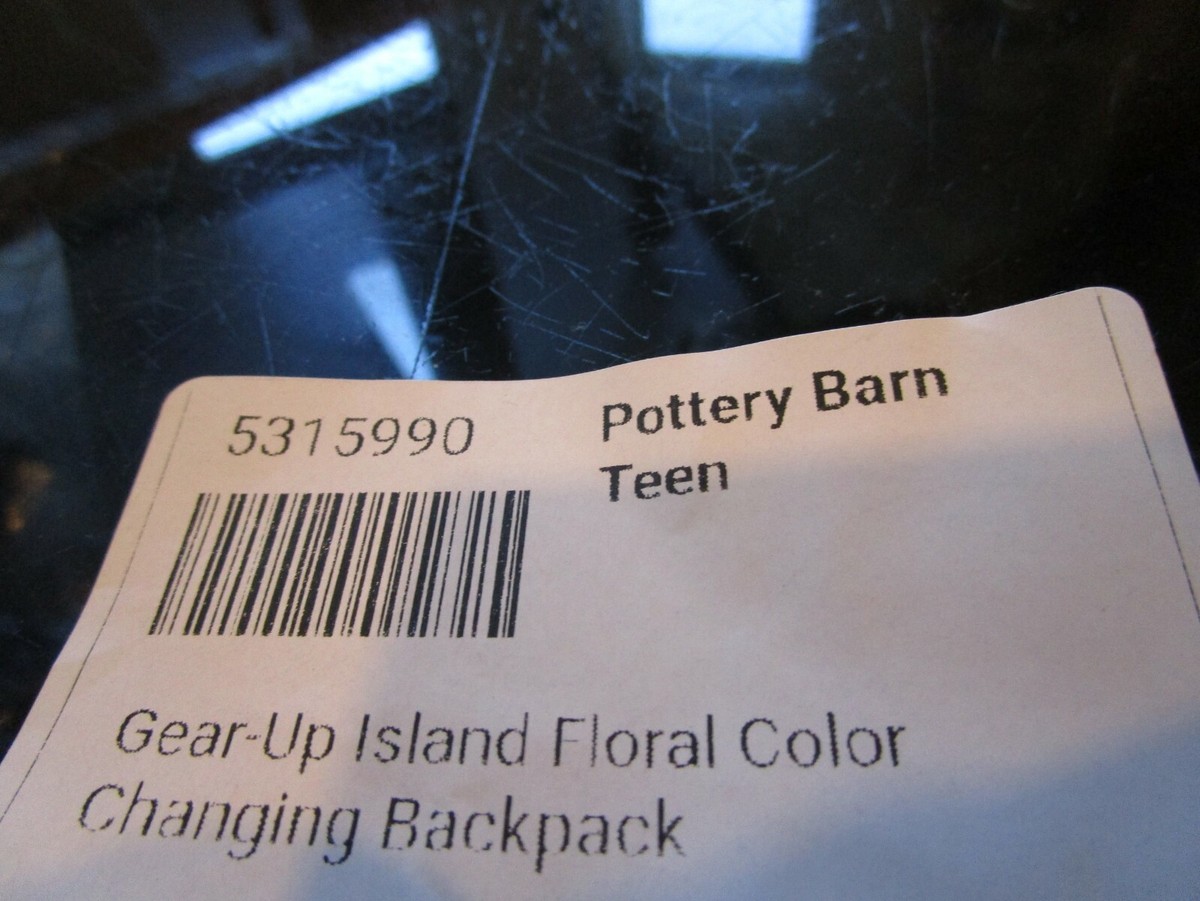 5315990
Pottery Barn
Teen
Gear-Up Island Floral Color
Changing Backpack